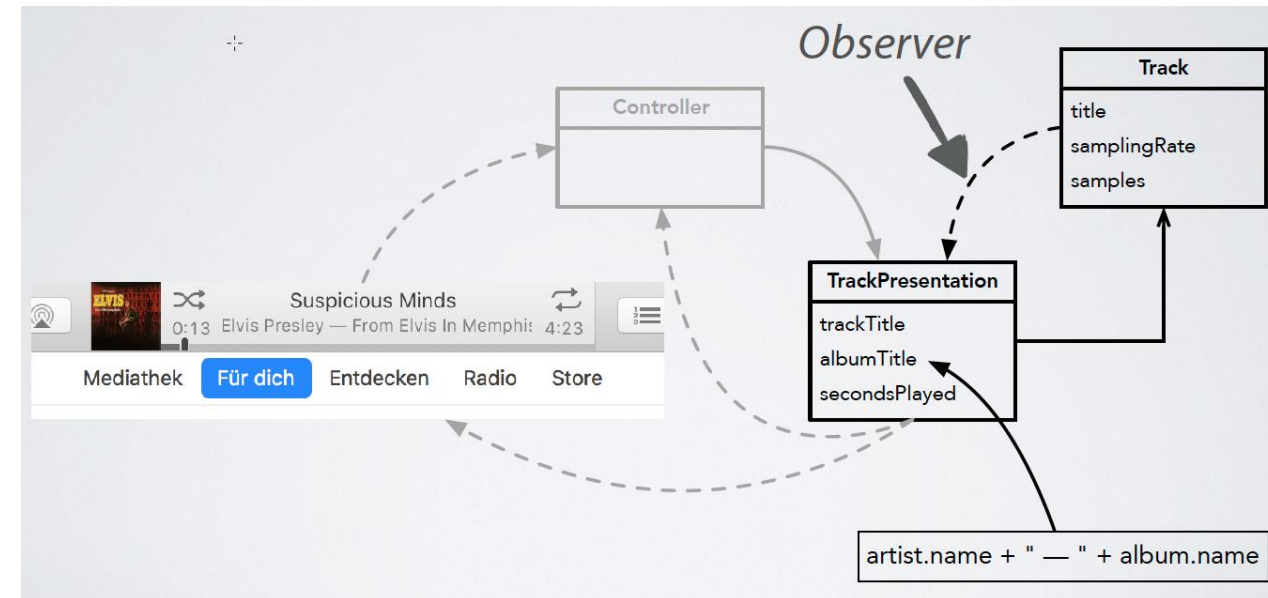 Observer
Track
title
samplingRate
samples
Controller
TrackPresentation
trackTitle
albumTitle
secondsPlayed
ELVIS
Suspicious Minds
0:13 Elvis Presley — From Elvis In Memphis 4:23
Mediathek Für dich Entdecken Radio Store
artist.name + " — " + album.name